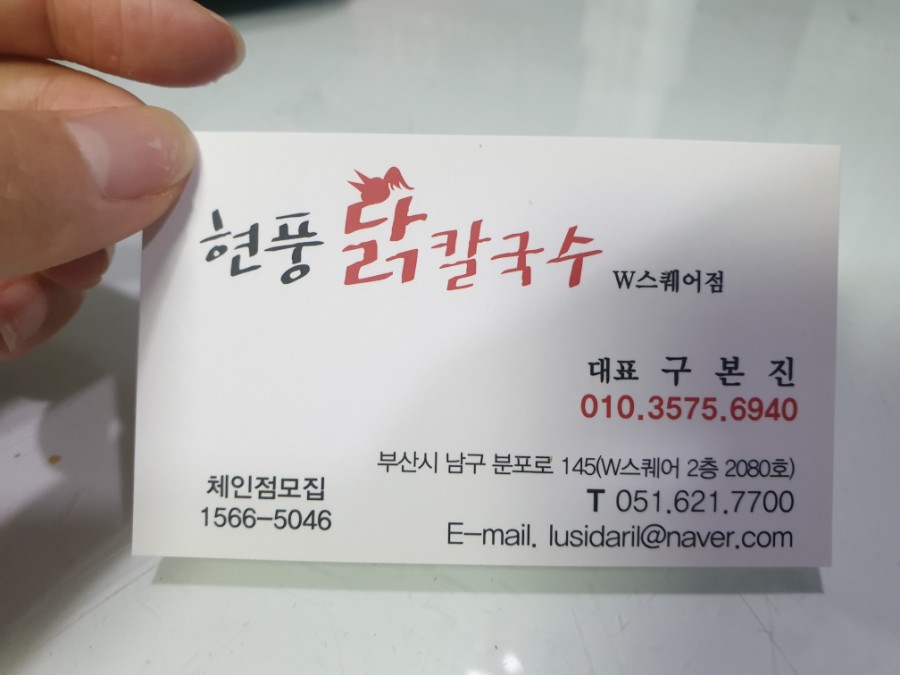 현풍 닭칼국수 W스퀘어점
대표 구 본 진
010.3575.6940
부산시 남구 분포로 145(W스퀘어 2층 2080호)
T 051.621.7700
E-mail. lusidaril@naver.com
체인점모집
1566-5046